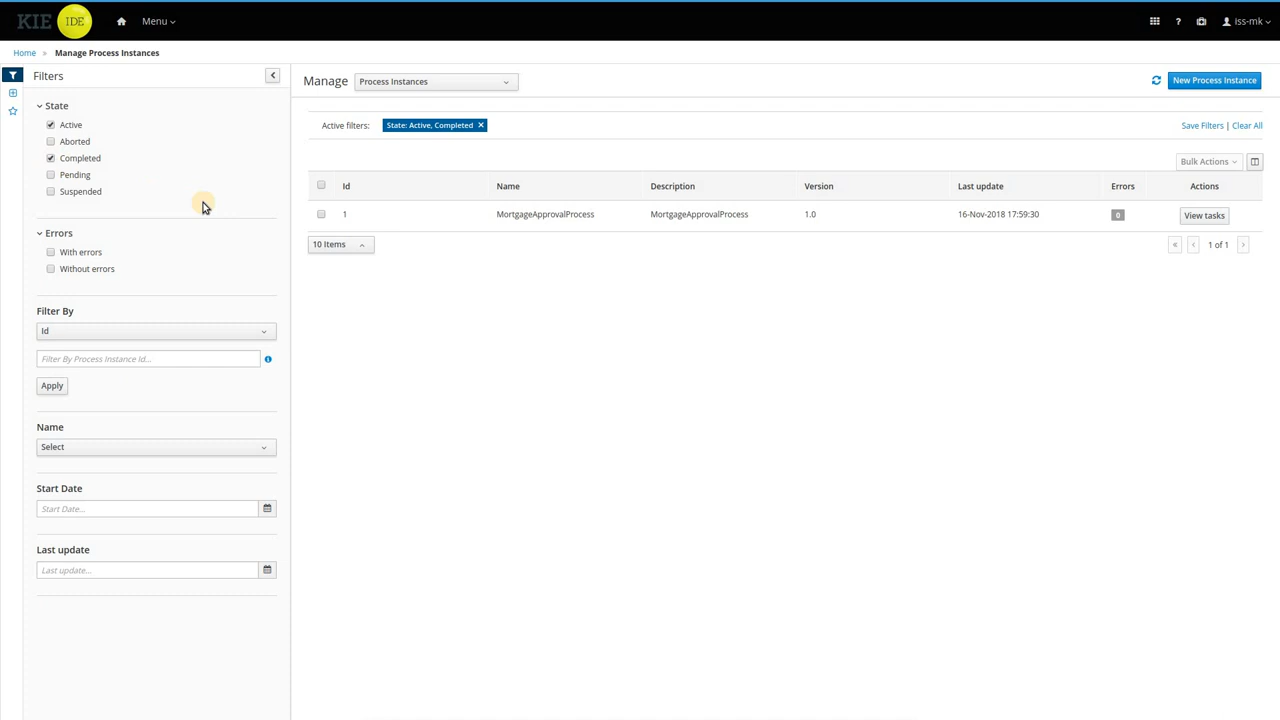 KIE IDE Menu iss-mk
Home » Manage Process Instances
Filters
State
Active
Aborted
Completed
Pending
Suspended
Errors
With errors
Without errors
Filter By
Id
Filter By Process Instance Id...
Apply
Name
Select
Start Date
Start Date...
Last update
Last update...
Manage Process Instances New Process Instance
Active filters: State: Active, Completed × Save Filters | Clear All
Bulk Actions
Id Name Description Version Last update Errors Actions
1 MortgageApprovalProcess MortgageApprovalProcess 1.0 16-Nov-2018 17:59:30 0 View tasks
10 Items « ‹ 1 of 1 ›